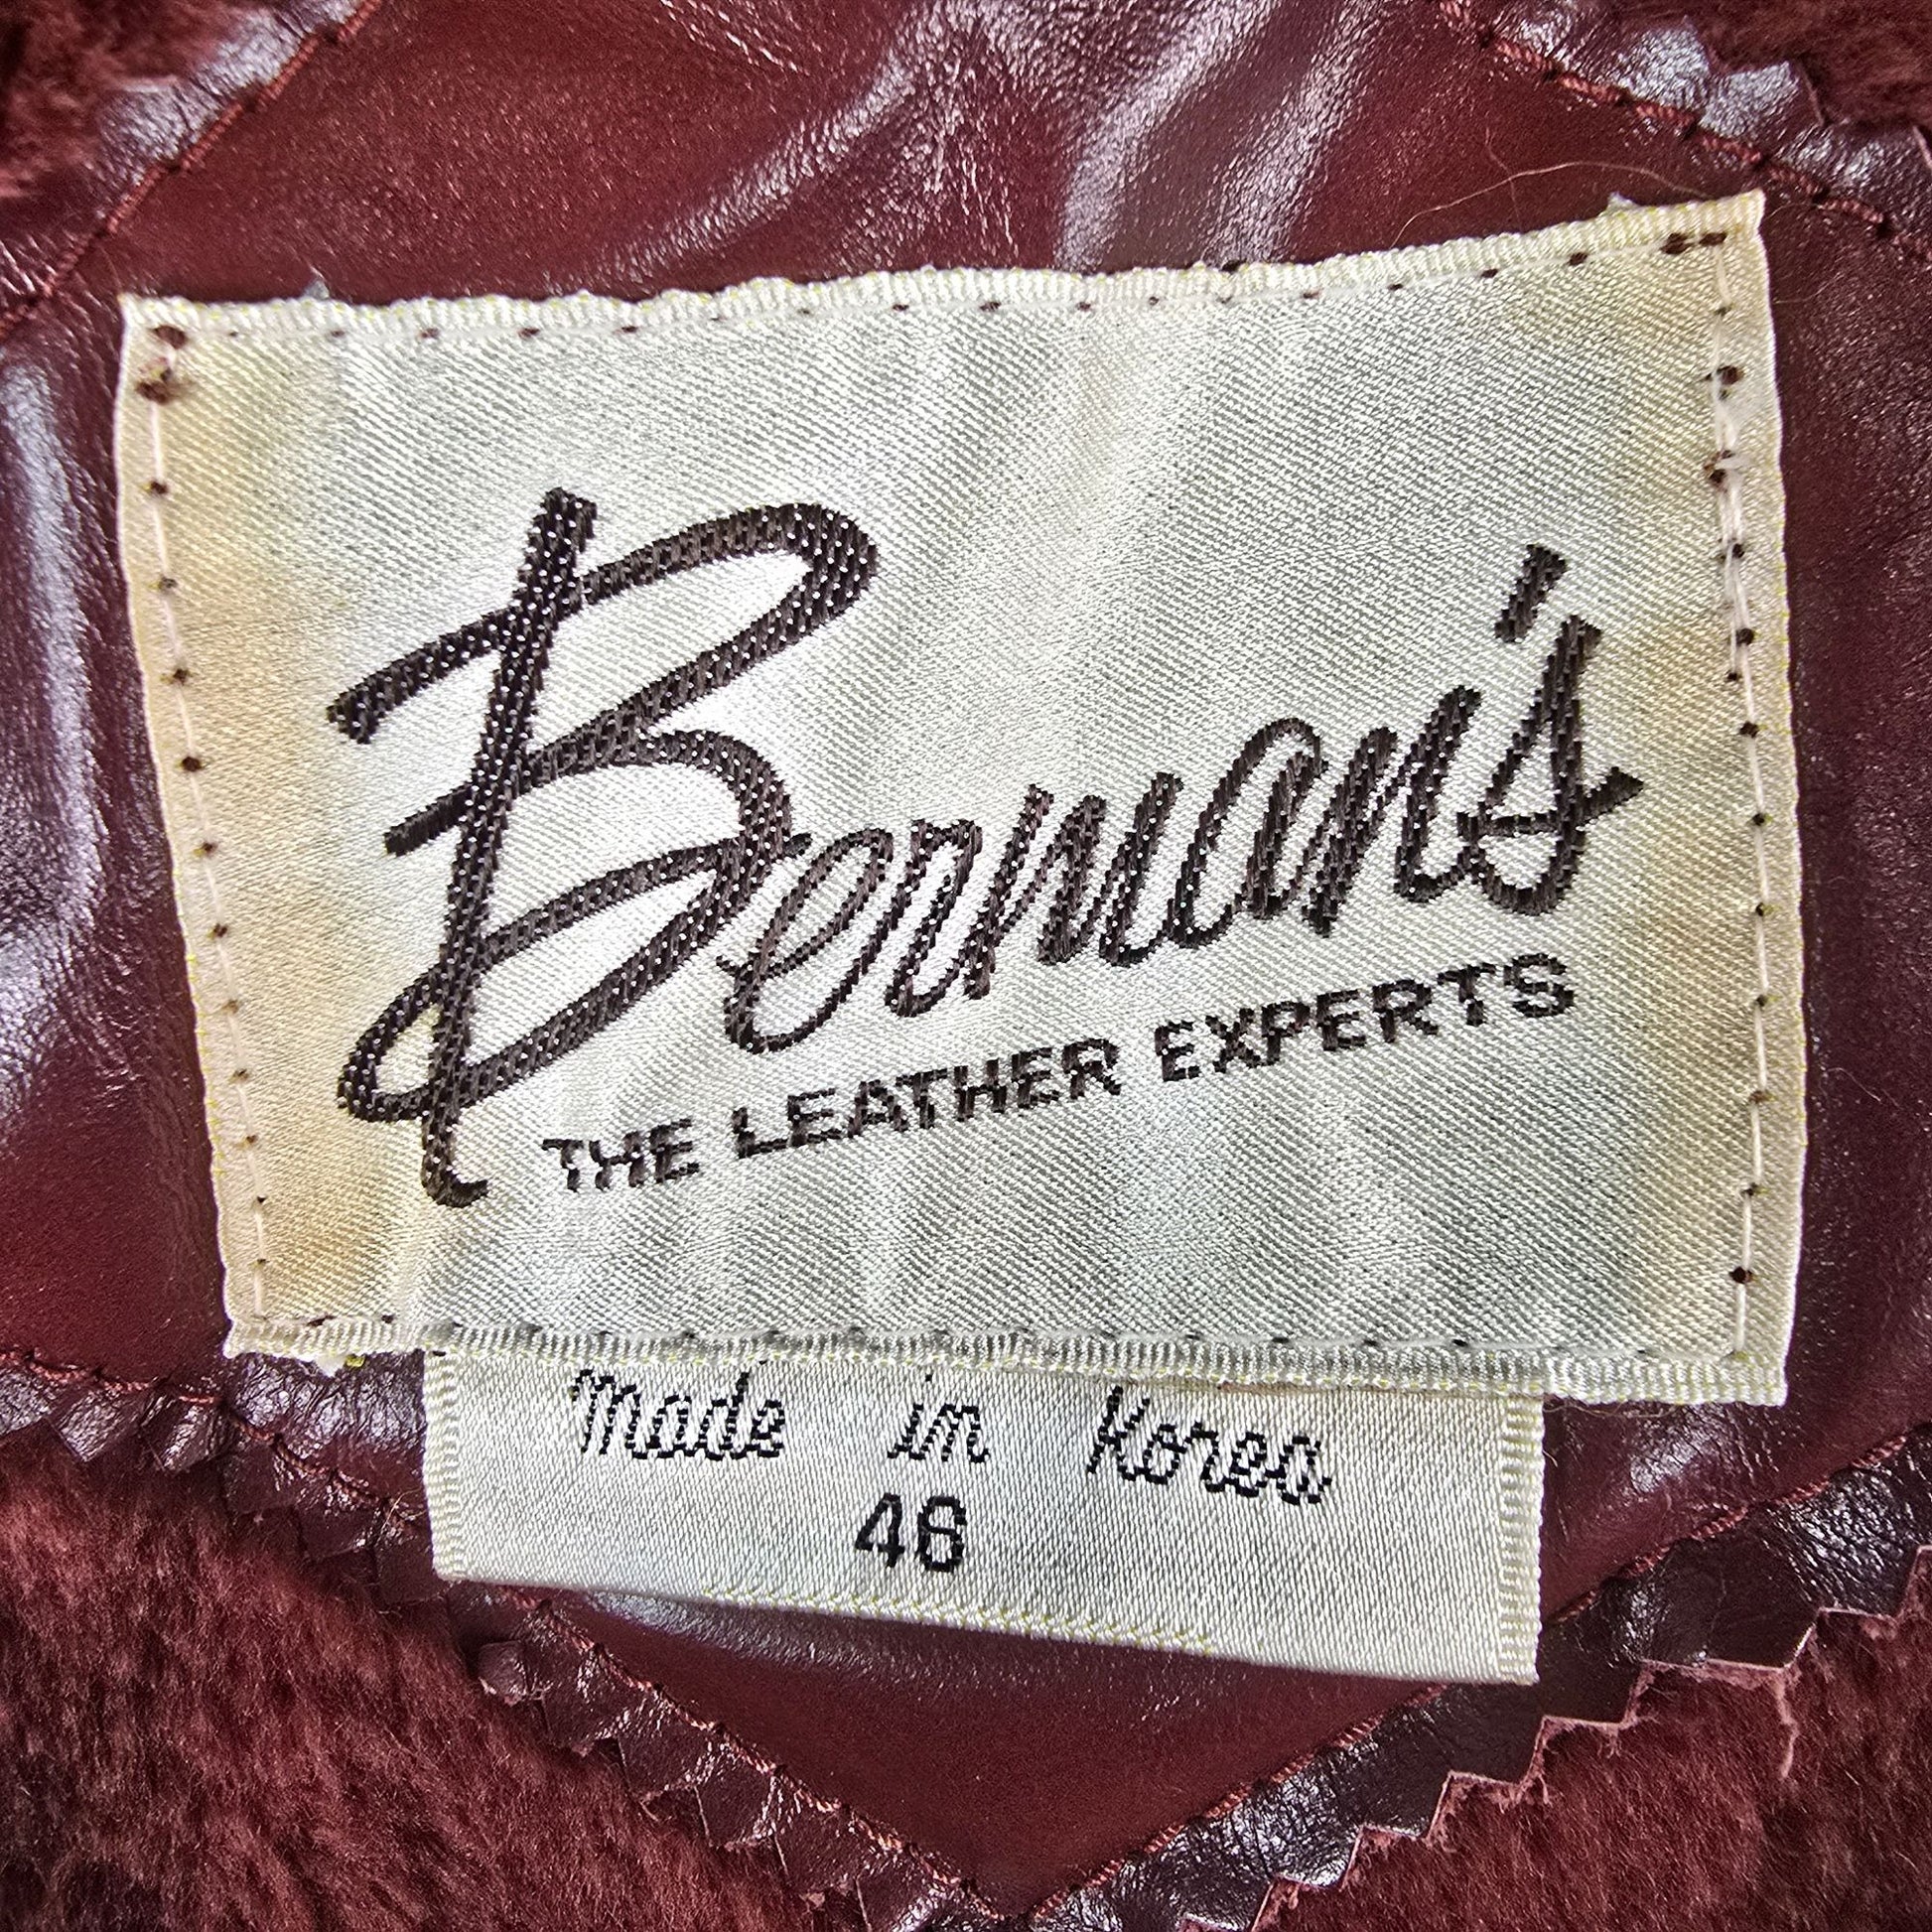 Berman's
THE LEATHER EXPERTS
made in Korea
46